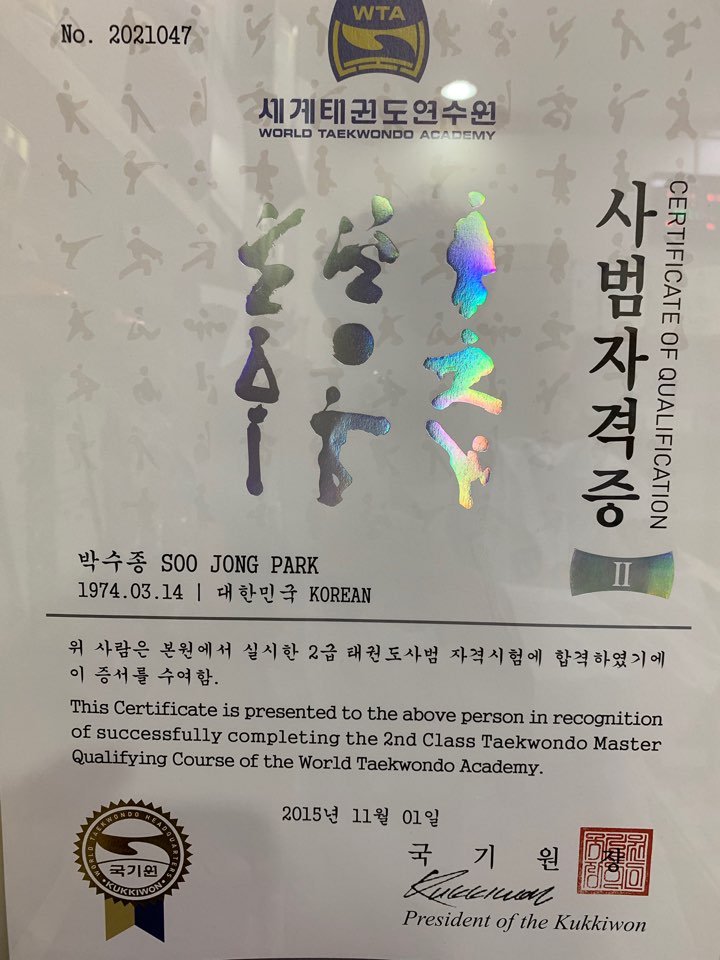 No. 2021047
WTA
세계태권도연수원
WORLD TAEKWONDO ACADEMY
사범자격증
CERTIFICATE OF QUALIFICATION
II
박수종 SOO JONG PARK
1974.03.14 | 대한민국 KOREAN
위 사람은 본원에서 실시한 2급 태권도사범 자격시험에 합격하였기에
이 증서를 수여함.
This Certificate is presented to the above person in recognition
of successfully completing the 2nd Class Taekwondo Master
Qualifying Course of the World Taekwondo Academy.
2015년 11월 01일
WORLD TAEKWONDO HEADQUARTERS
국기원
KUKKIWON
국 기 원 장
Kukkiwon
President of the Kukkiwon